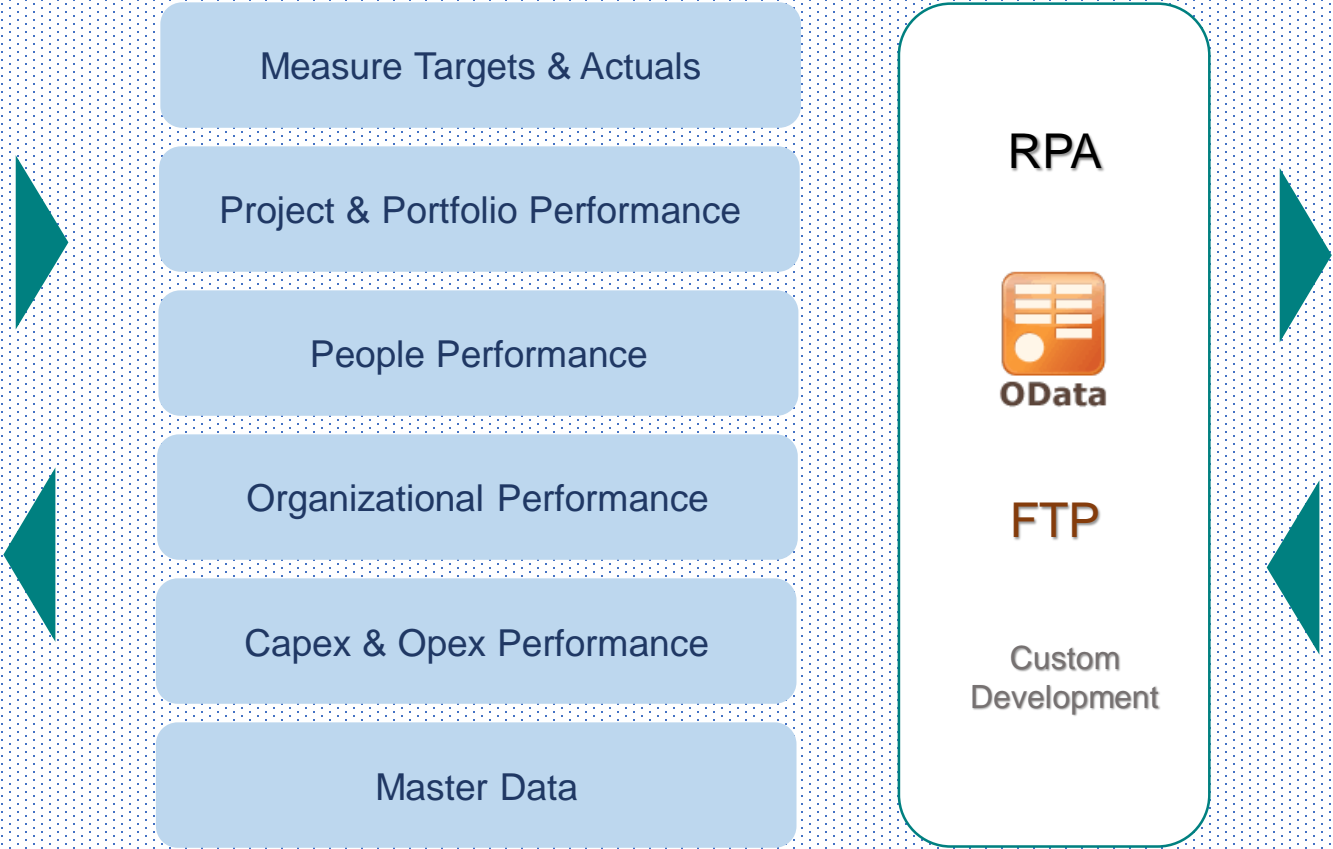 Measure Targets & Actuals
Project & Portfolio Performance
People Performance
Organizational Performance
Capex & Opex Performance
Master Data
RPA
OData
FTP
Custom
Development